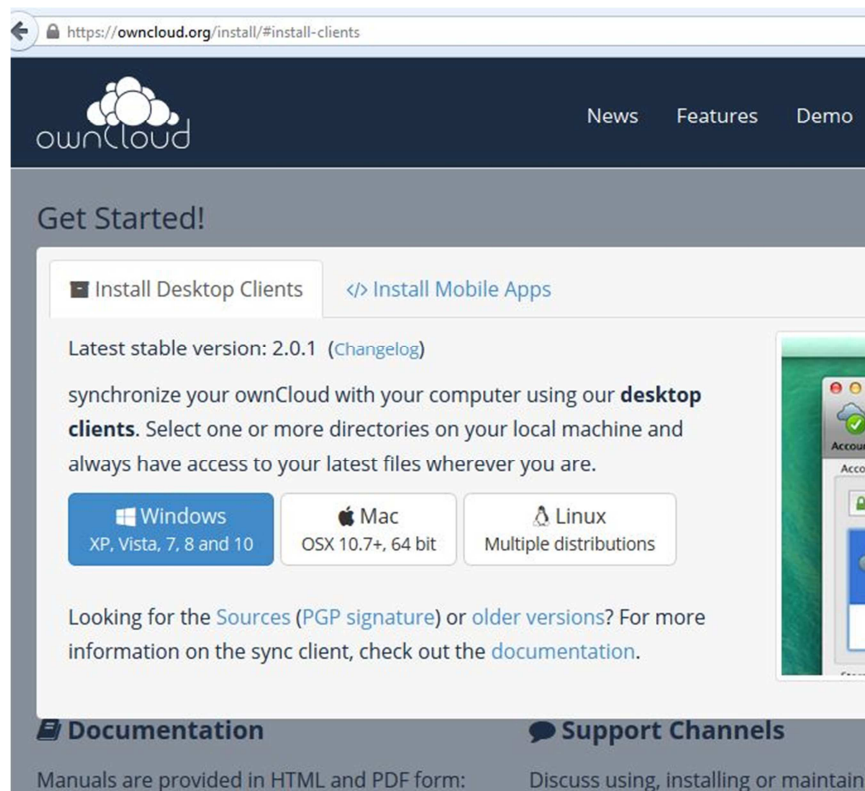 https://owncloud.org/install/#install-clients
ownCloud
News Features Demo
Get Started!
Install Desktop Clients </> Install Mobile Apps
Latest stable version: 2.0.1 (Changelog)
synchronize your ownCloud with your computer using our desktop
clients. Select one or more directories on your local machine and
always have access to your latest files wherever you are.
Windows Mac Linux
XP, Vista, 7, 8 and 10 OSX 10.7+, 64 bit Multiple distributions
Looking for the Sources (PGP signature) or older versions? For more
information on the sync client, check out the documentation.
Documentation Support Channels
Manuals are provided in HTML and PDF form: Discuss using, installing or maintain